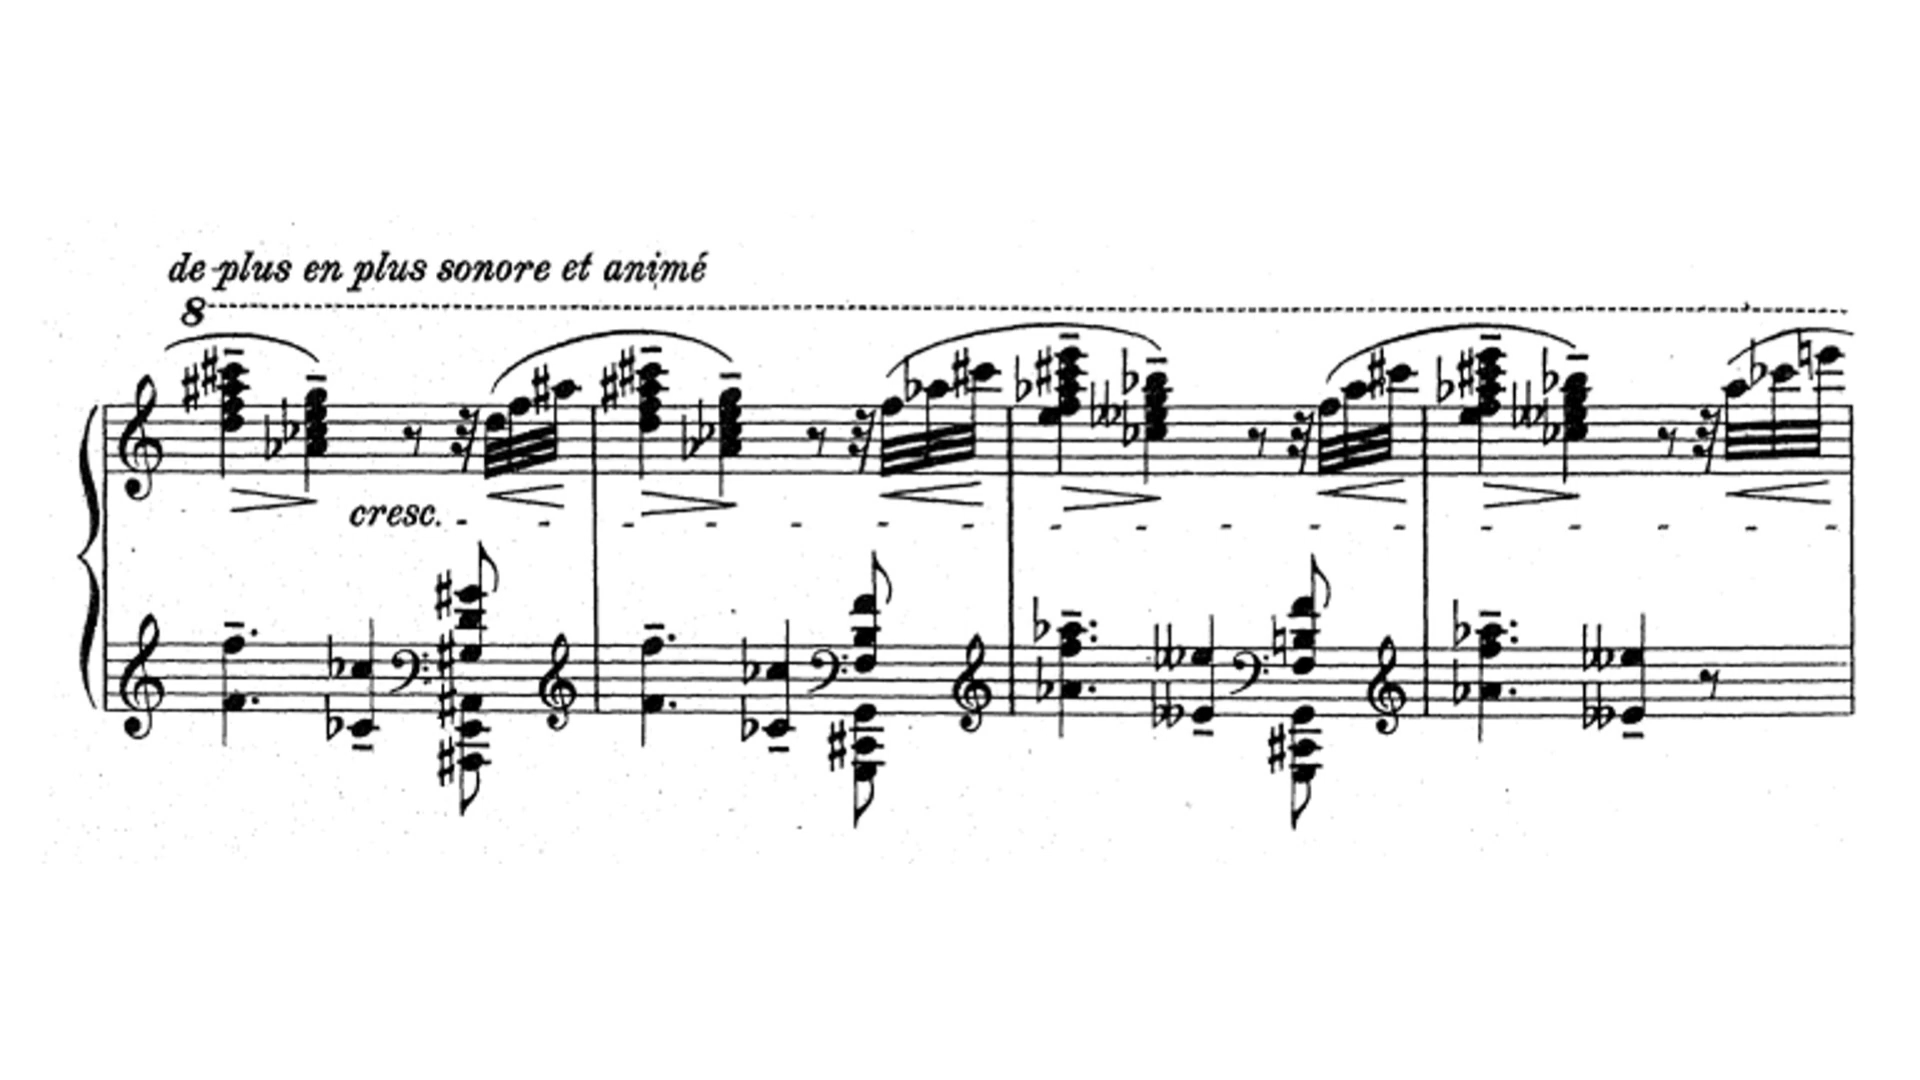 de plus en plus sonore et animé
8
cresc.